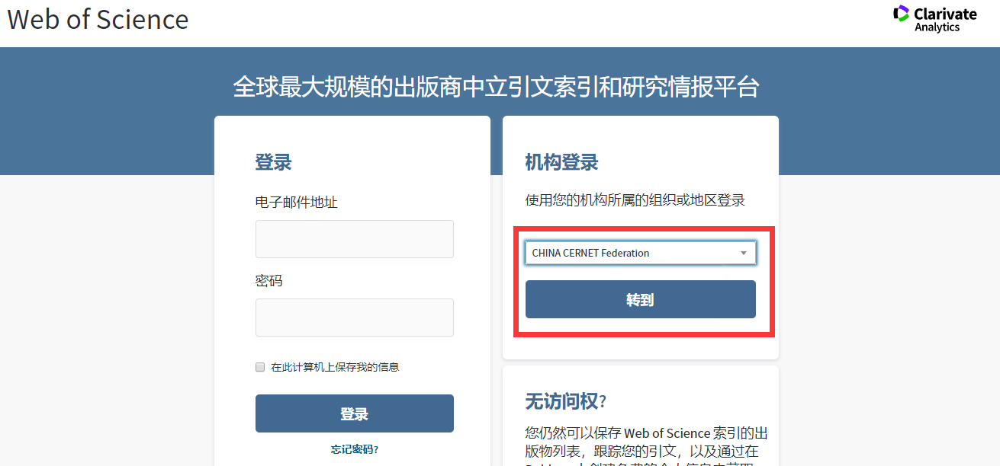 Web of Science
Clarivate
Analytics
全球最大规模的出版商中立引文索引和研究情报平台
登录
电子邮件地址
密码
在此计算机上保存我的信息
登录
忘记密码?
机构登录
使用您的机构所属的组织或地区登录
CHINA CERNET Federation
转到
无访问权?
您仍然可以保存 Web of Science 索引的出
版物列表，跟踪您的引文，以及通过在